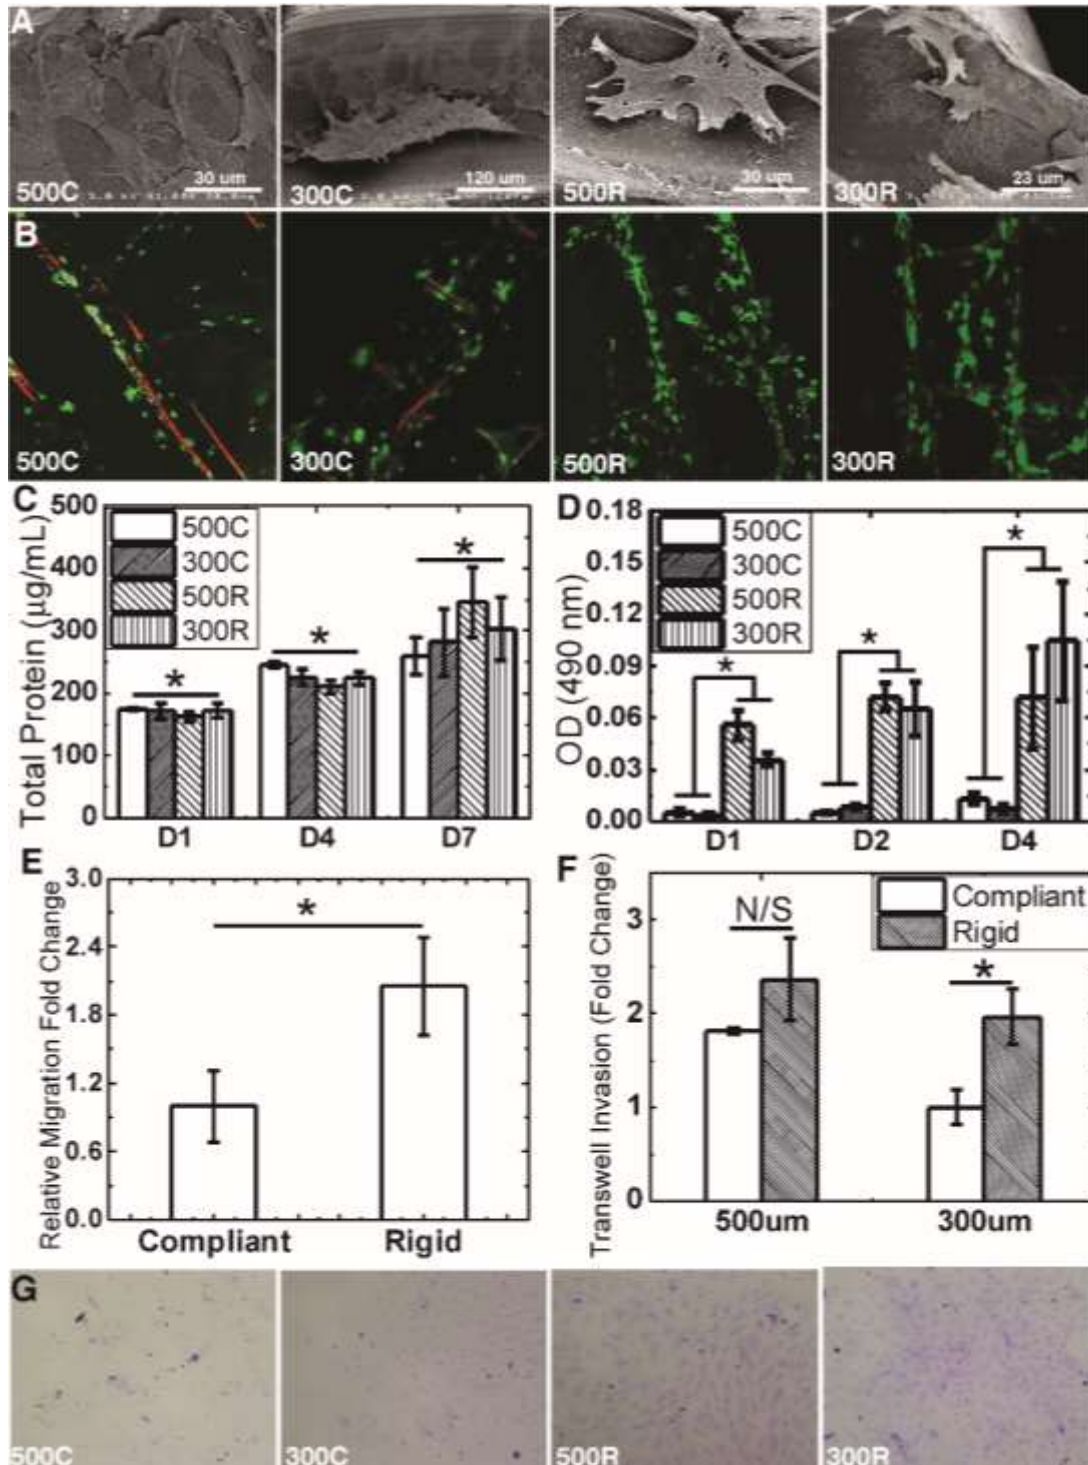 A
500C
30 um
300C
120 um
500R
30 um
300R
23 um
B
500C
300C
500R
300R
C
Total Protein (µg/mL)
500
400
300
200
100
0
500C
300C
500R
300R
*
*
*
D1
D4
D7
D
OD (490 nm)
0.18
0.15
0.12
0.09
0.06
0.03
0.00
500C
300C
500R
300R
*
*
*
D1
D2
D4
E
Relative Migration Fold Change
3.0
2.4
1.8
1.2
0.6
0.0
*
Compliant
Rigid
F
Transwell Invasion (Fold Change)
3
2
1
0
Compliant
Rigid
N/S
*
500um
300um
G
500C
300C
500R
300R